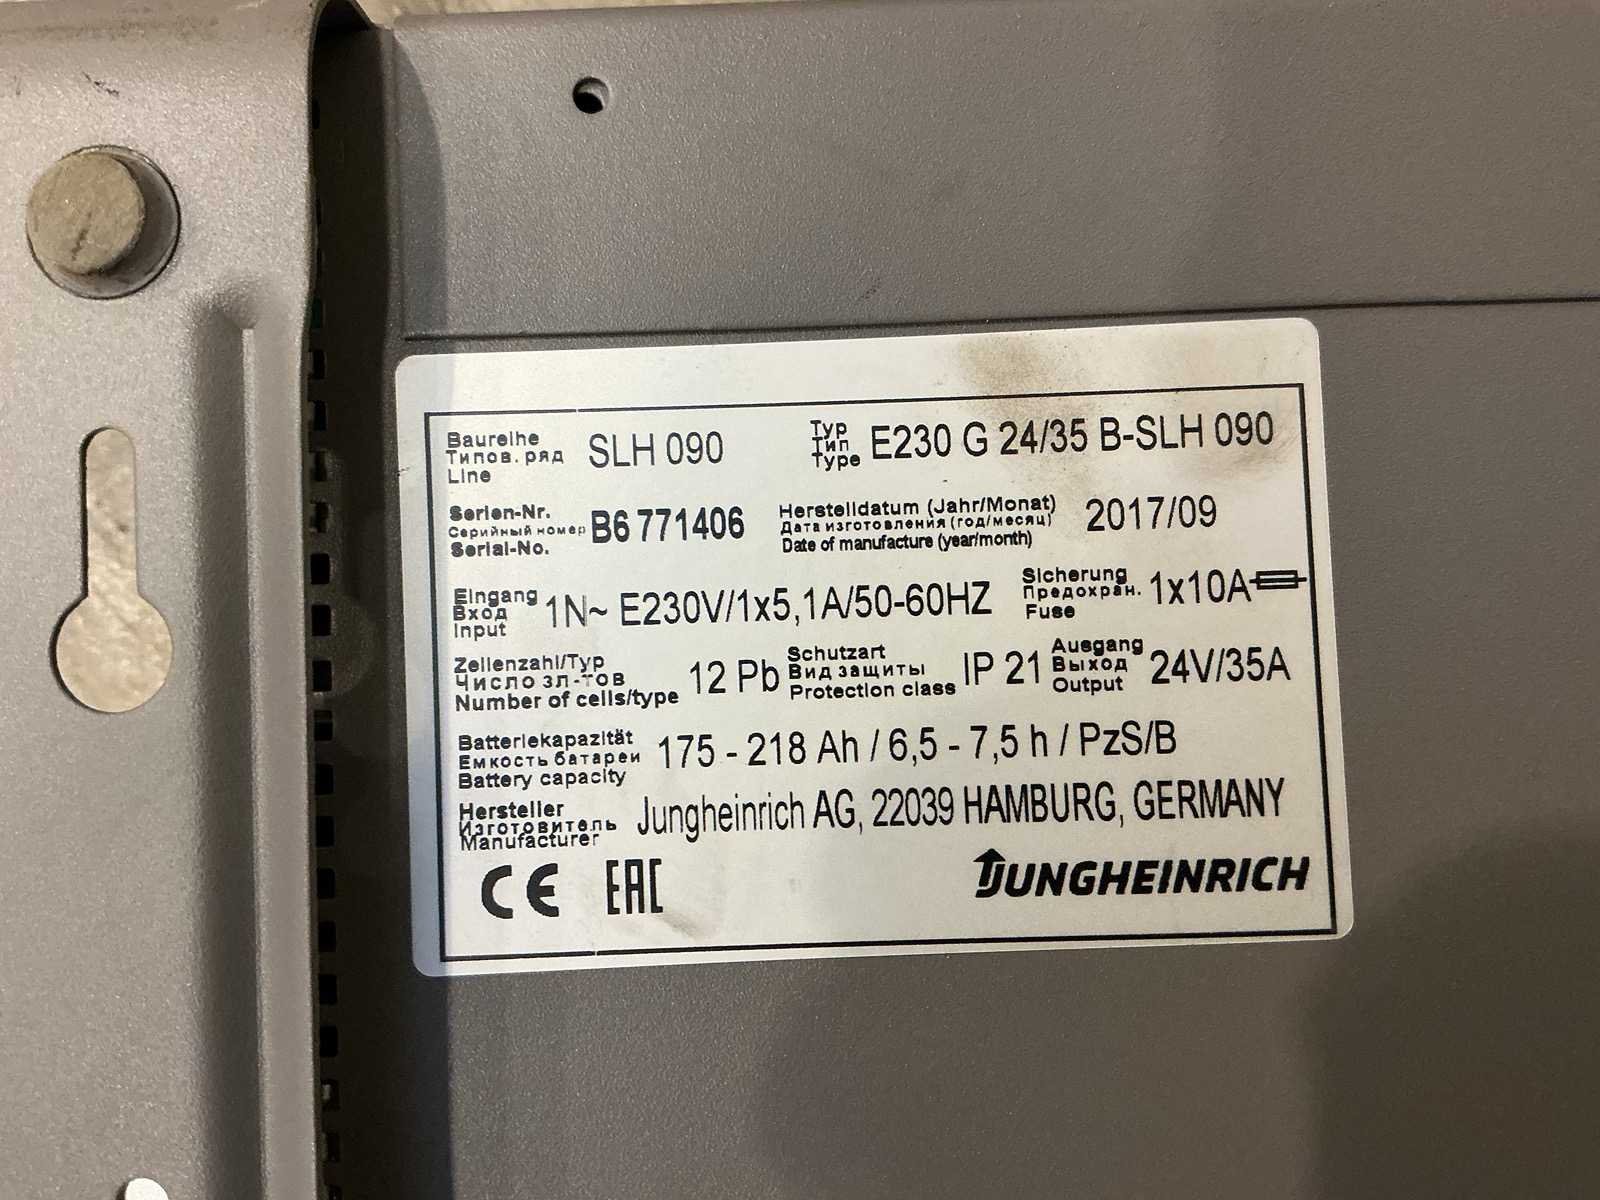 Baureihe
Типов. ряд
Line
SLH 090
Typ
Тип
Type
E230 G 24/35 B-SLH 090
Serien-Nr.
Серийный номер
Serial-No.
B6 771406
Herstelldatum (Jahr/Monat)
Дата изготовления (год/месяц)
Date of manufacture (year/month)
2017/09
Eingang
Вход
Input
1N~ E230V/1x5,1A/50-60HZ
Sicherung
Предохран.
Fuse
1x10A
Zellenzahl/Typ
Число эл-тов
Number of cells/type
12 Pb
Schutzart
Вид защиты
Protection class
IP 21
Ausgang
Выход
Output
24V/35A
Batteriekapazität
Емкость батареи
Battery capacity
175 - 218 Ah / 6,5 - 7,5 h / PzS/B
Hersteller
Изготовитель
Manufacturer
Jungheinrich AG, 22039 HAMBURG, GERMANY
CE EAC
JUNGHEINRICH